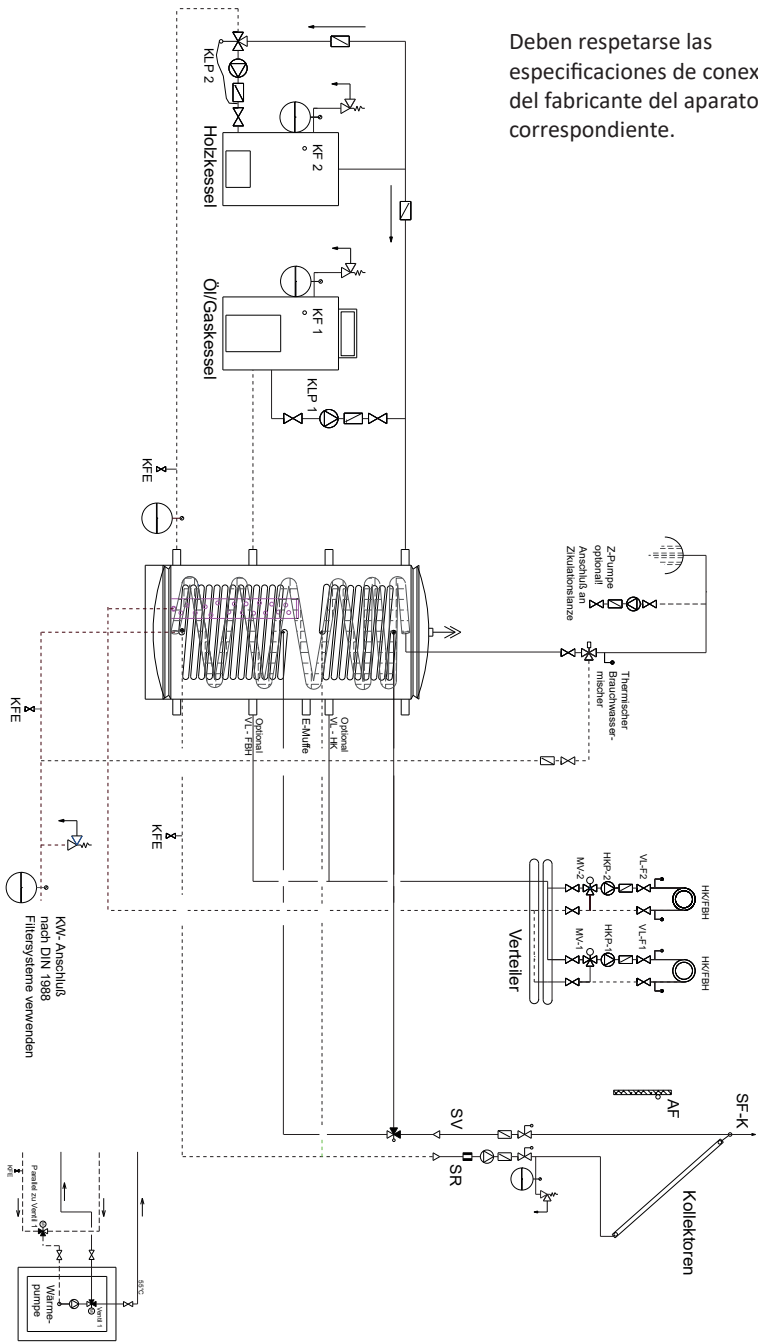 Deben respetarse las
especificaciones de conex
del fabricante del aparato
correspondiente.
KLP 2
KF 2
Holzkessel
KF 1
Öl/Gaskessel
KLP 1
KFE
Z-Pumpe
optional!
Anschluß an
Zikulationslanze
Thermischer
Brauchwasser-
mischer
Optional
VL - HK
E-Muffe
Optional
VL - FBH
KFE
KFE
KW- Anschluß
nach DIN 1988
Filtersysteme verwenden
HK/FBH
HK/FBH
VL-F2
HKP-2
MV-2
VL-F1
HKP-1
MV-1
Verteiler
SF-K
AF
SV
SR
Kollektoren
55°C
Parallel zu Ventil 1
KFE
Ventil 1
Wärme-
pumpe